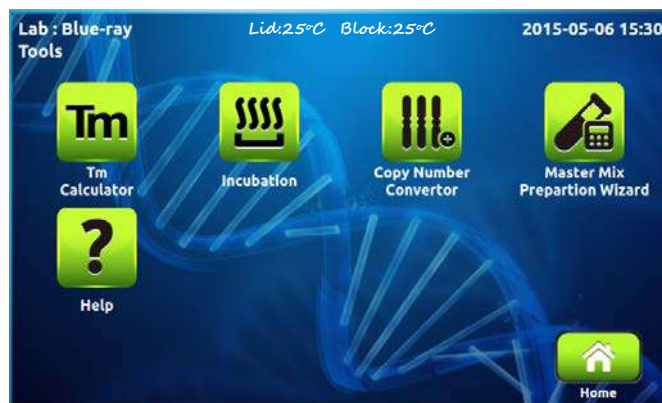 Lab : Blue-ray
Lid:25°C Block:25°C
2015-05-06 15:30
Tools
Tm
Tm
Calculator
Incubation
Copy Number
Convertor
Master Mix
Prepartion Wizard
?
Help
Home